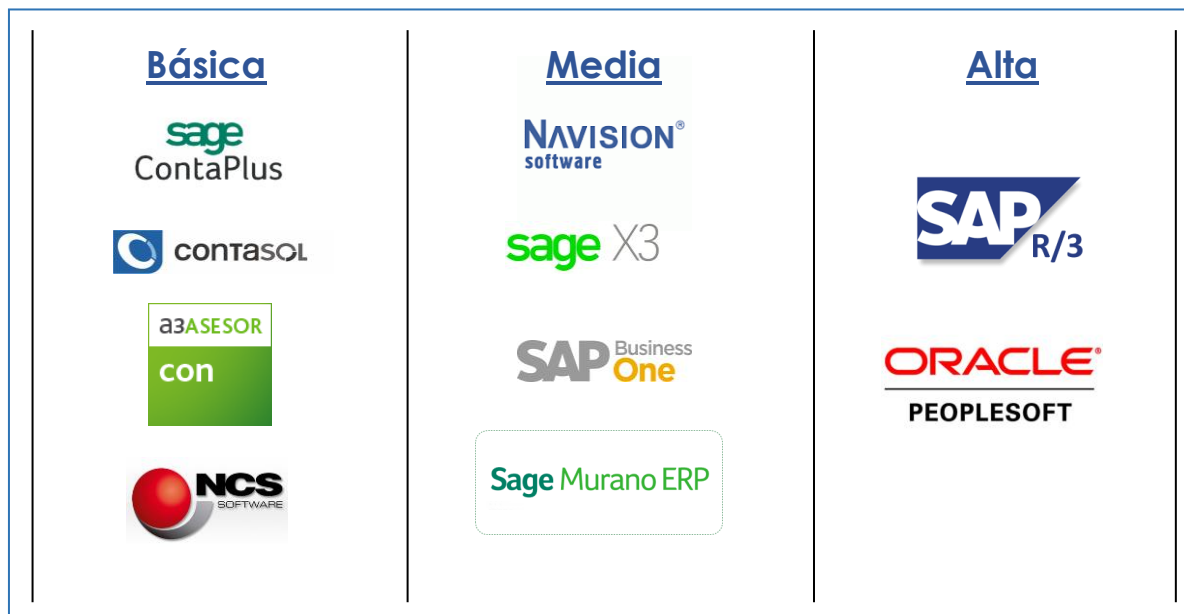 Básica
sage
ContaPlus
contasol
a3ASESOR
con
NCS
SOFTWARE
Media
NAVISION®
software
sage X3
SAP Business
One
Sage Murano ERP
Alta
SAP
R/3
ORACLE®
PEOPLESOFT